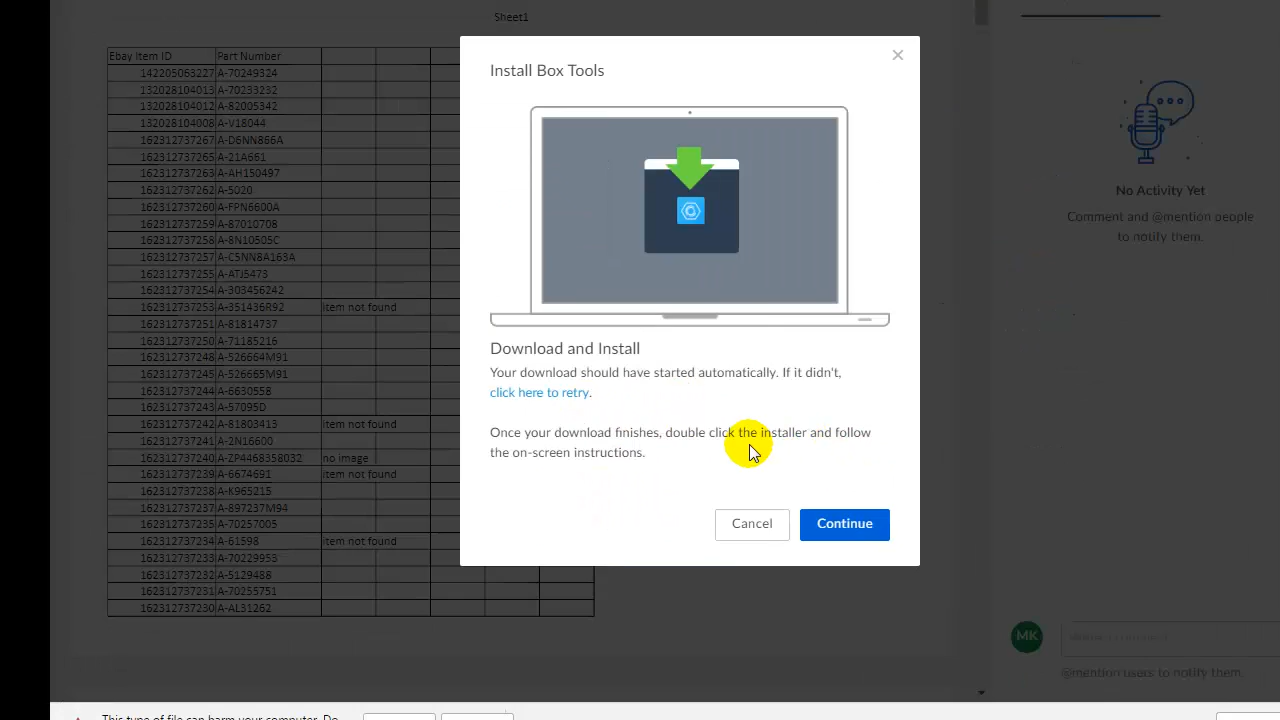 Sheet1
Ebay Item ID Part Number
142205063227 A-70249324
132028104013 A-70233232
132028104012 A-82005342
132028104008 A-V18044
162312737267 A-D6NN866A
162312737265 A-21A661
162312737263 A-AH150497
162312737262 A-5020
162312737260 A-FPN6600A
162312737259 A-87010708
162312737258 A-8N10505C
162312737257 A-C5NN8A163A
162312737255 A-ATJ5473
162312737254 A-303456242
162312737253 A-351436R92 item not found
162312737251 A-81814737
162312737250 A-71185216
162312737248 A-526664M91
162312737245 A-526665M91
162312737244 A-6630558
162312737243 A-57095D
162312737242 A-81803413 item not found
162312737241 A-2N16600
162312737240 A-ZP4468358032 no image
162312737239 A-6674691 item not found
162312737238 A-K965215
162312737237 A-897237M94
162312737235 A-70257005
162312737234 A-61598 item not found
162312737233 A-70229953
162312737232 A-5129488
162312737231 A-70255751
162312737230 A-AL31262
Install Box Tools
Download and Install
Your download should have started automatically. If it didn't,
click here to retry.
Once your download finishes, double click the installer and follow
the on-screen instructions.
Cancel
Continue
No Activity Yet
Comment and @mention people
to notify them.
MK
@mention users to notify them.
This type of file can harm your computer. Do